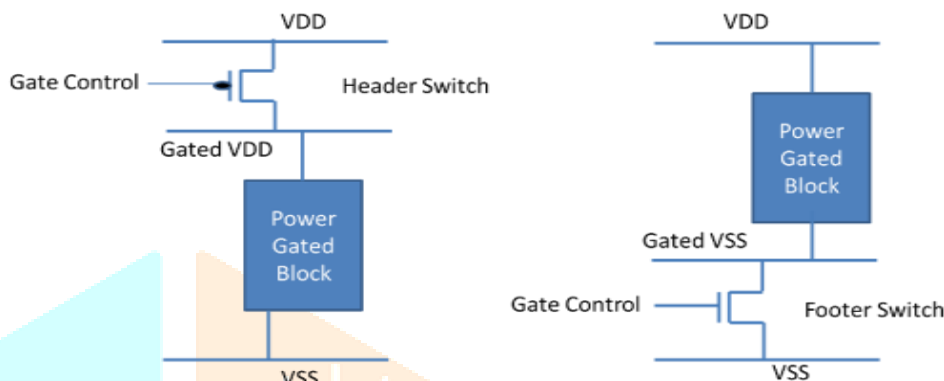 VDD
Gate Control
Header Switch
Gated VDD
Power
Gated
Block
VSS
VDD
Power
Gated
Block
Gated VSS
Gate Control
Footer Switch
VSS